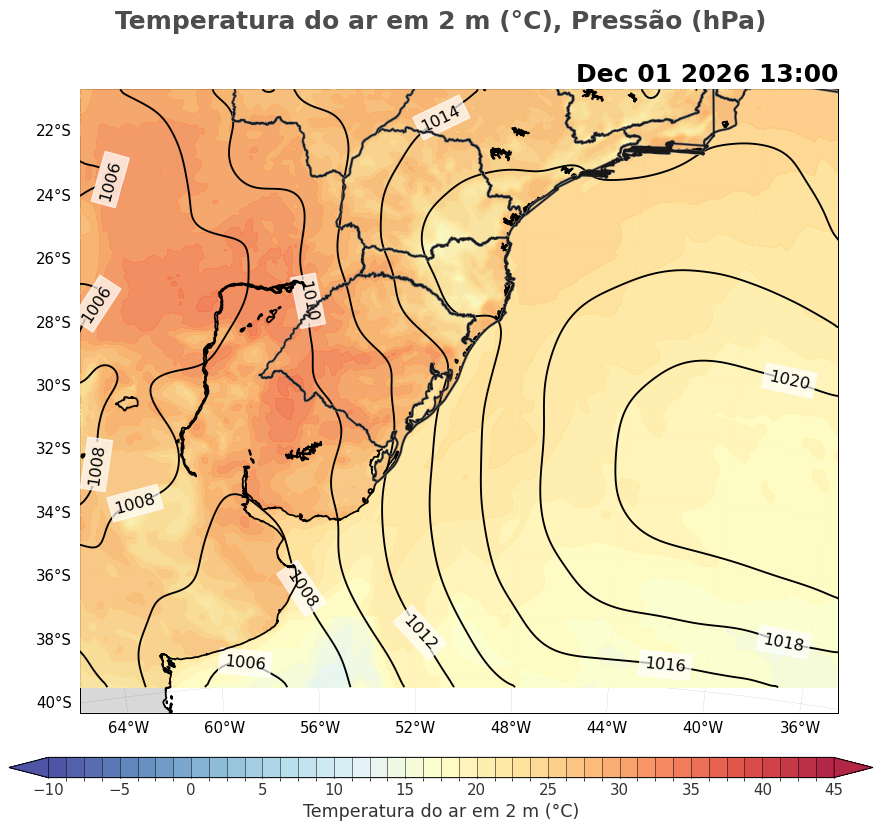 Temperatura do ar em 2 m (°C), Pressão (hPa)
Dec 01 2026 13:00
22°S
24°S
26°S
28°S
30°S
32°S
34°S
36°S
38°S
40°S
1014
1006
1006
1010
1020
1008
1008
1008
1012
1018
1016
1006
64°W 60°W 56°W 52°W 48°W 44°W 40°W 36°W
−10 −5 0 5 10 15 20 25 30 35 40 45
Temperatura do ar em 2 m (°C)